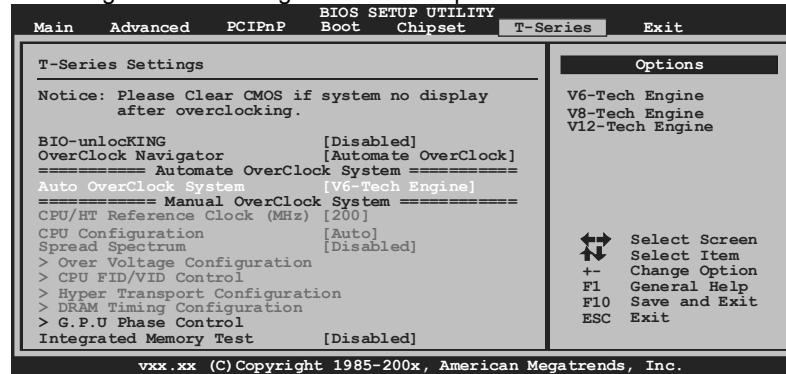 BIOS SETUP UTILITY
Main Advanced PCIPnP Boot Chipset T-Series Exit
T-Series Settings
Notice: Please Clear CMOS if system no display
after overclocking.
BIO-unlocKING [Disabled]
OverClock Navigator [Automate OverClock]
=========== Automate OverClock System ===========
Auto OverClock System [V6-Tech Engine]
============ Manual OverClock System ============
CPU/HT Reference Clock (MHz) [200]
CPU Configuration [Auto]
Spread Spectrum [Disabled]
> Over Voltage Configuration
> CPU FID/VID Control
> Hyper Transport Configuration
> DRAM Timing Configuration
> G.P.U Phase Control
Integrated Memory Test [Disabled]
Options
V6-Tech Engine
V8-Tech Engine
V12-Tech Engine
Select Screen
Select Item
+- Change Option
F1 General Help
F10 Save and Exit
ESC Exit
vxx.xx (C)Copyright 1985-200x, American Megatrends, Inc.